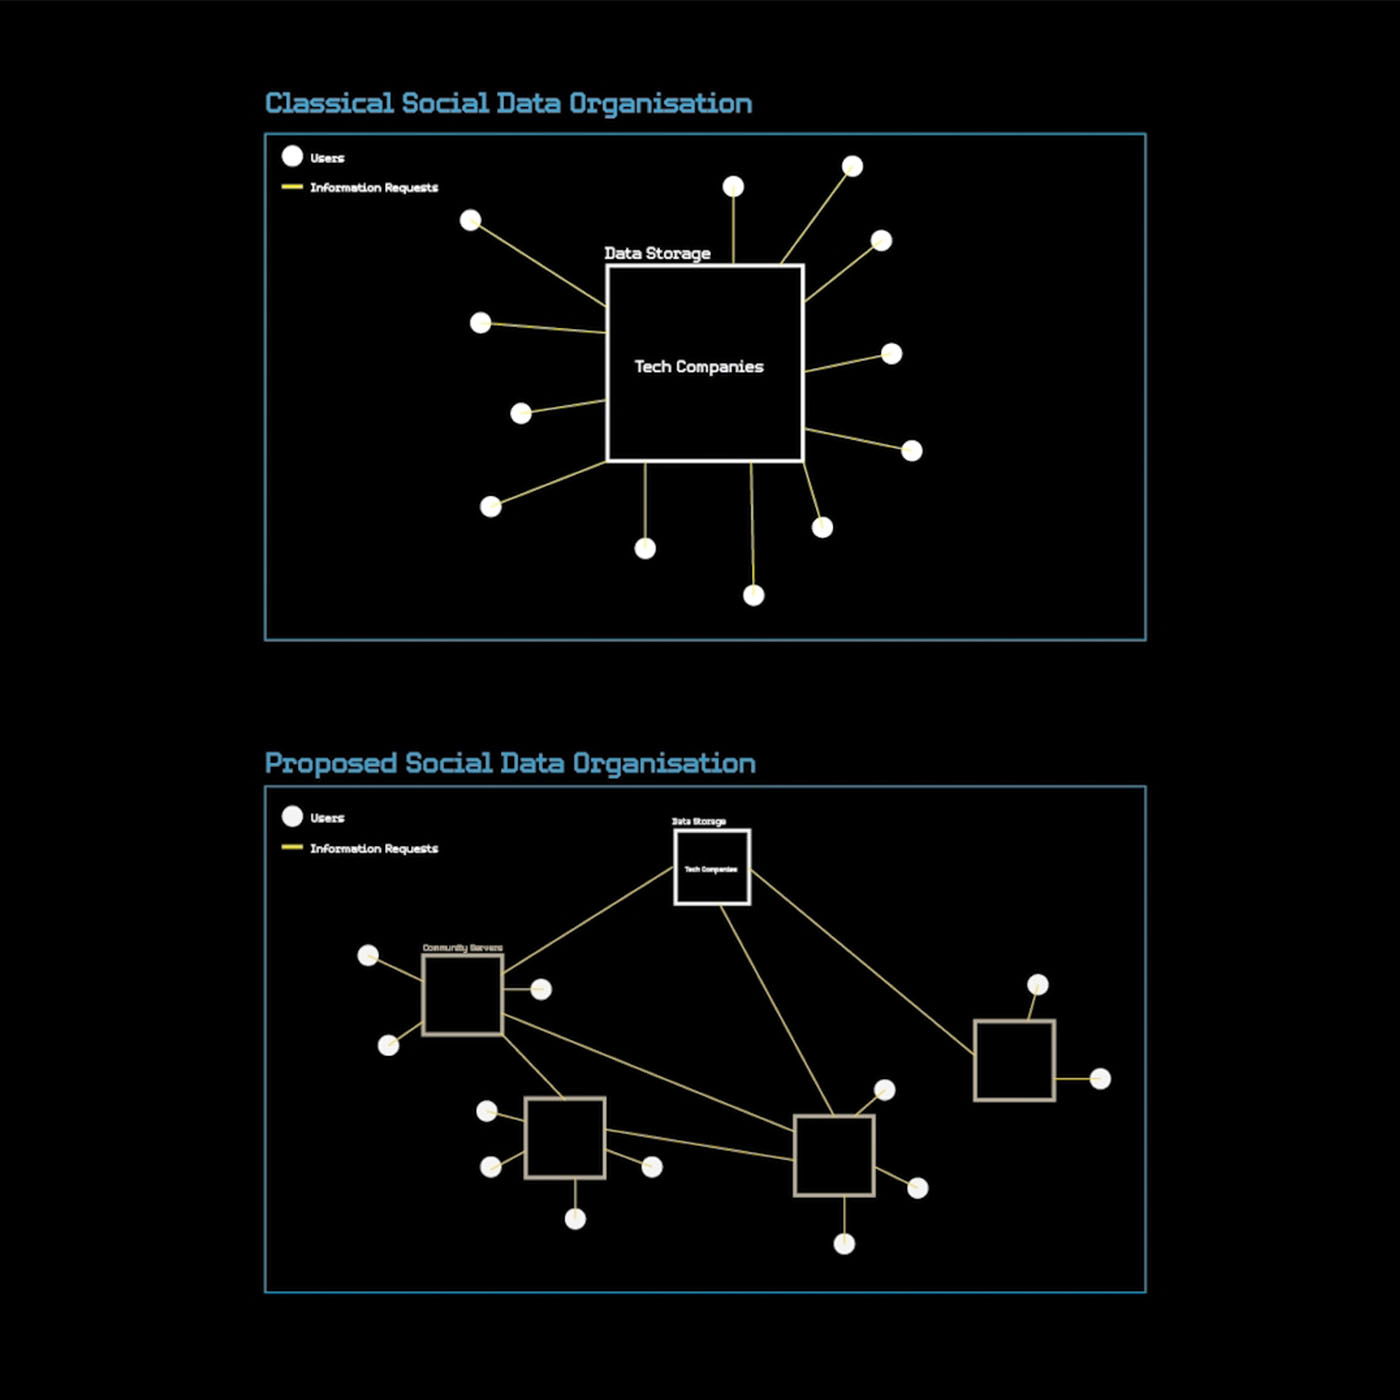 Classical Social Data Organisation
Users
Information Requests
Data Storage
Tech Companies
Proposed Social Data Organisation
Users
Information Requests
Data Storage
Tech Companies
Community Servers